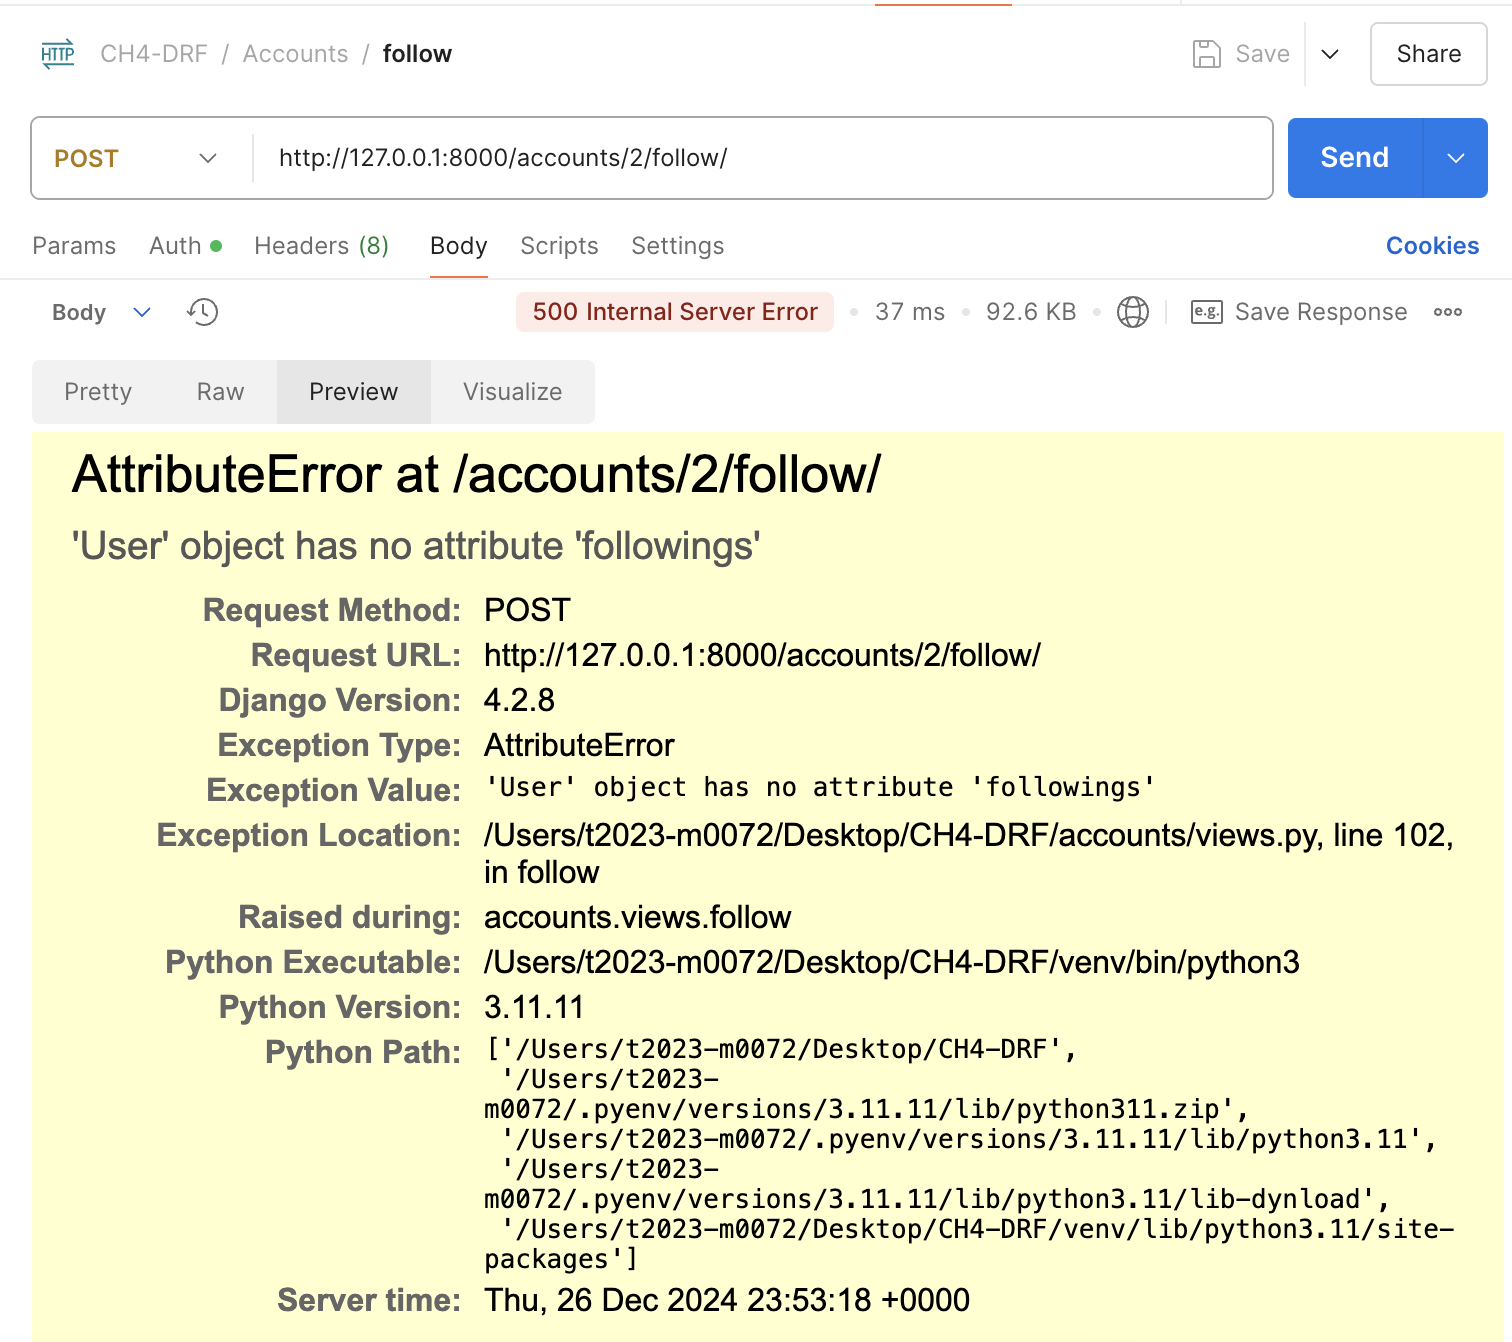 HTTP CH4-DRF / Accounts / follow Save Share
POST http://127.0.0.1:8000/accounts/2/follow/ Send
Params Auth Headers (8) Body Scripts Settings Cookies
Body 500 Internal Server Error 37 ms 92.6 KB e.g. Save Response
Pretty Raw Preview Visualize
AttributeError at /accounts/2/follow/
'User' object has no attribute 'followings'
Request Method: POST
Request URL: http://127.0.0.1:8000/accounts/2/follow/
Django Version: 4.2.8
Exception Type: AttributeError
Exception Value: 'User' object has no attribute 'followings'
Exception Location: /Users/t2023-m0072/Desktop/CH4-DRF/accounts/views.py, line 102,
in follow
Raised during: accounts.views.follow
Python Executable: /Users/t2023-m0072/Desktop/CH4-DRF/venv/bin/python3
Python Version: 3.11.11
Python Path: ['/Users/t2023-m0072/Desktop/CH4-DRF',
'/Users/t2023-
m0072/.pyenv/versions/3.11.11/lib/python311.zip',
'/Users/t2023-m0072/.pyenv/versions/3.11.11/lib/python3.11',
'/Users/t2023-
m0072/.pyenv/versions/3.11.11/lib/python3.11/lib-dynload',
'/Users/t2023-m0072/Desktop/CH4-DRF/venv/lib/python3.11/site-
packages']
Server time: Thu, 26 Dec 2024 23:53:18 +0000